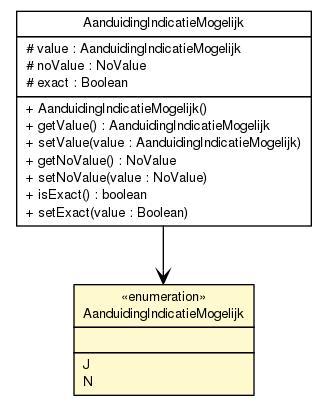 AanduidingIndicatieMogelijk
# value : AanduidingIndicatieMogelijk
# noValue : NoValue
# exact : Boolean
+ AanduidingIndicatieMogelijk()
+ getValue() : AanduidingIndicatieMogelijk
+ setValue(value : AanduidingIndicatieMogelijk)
+ getNoValue() : NoValue
+ setNoValue(value : NoValue)
+ isExact() : boolean
+ setExact(value : Boolean)
«enumeration»
AanduidingIndicatieMogelijk
J
N